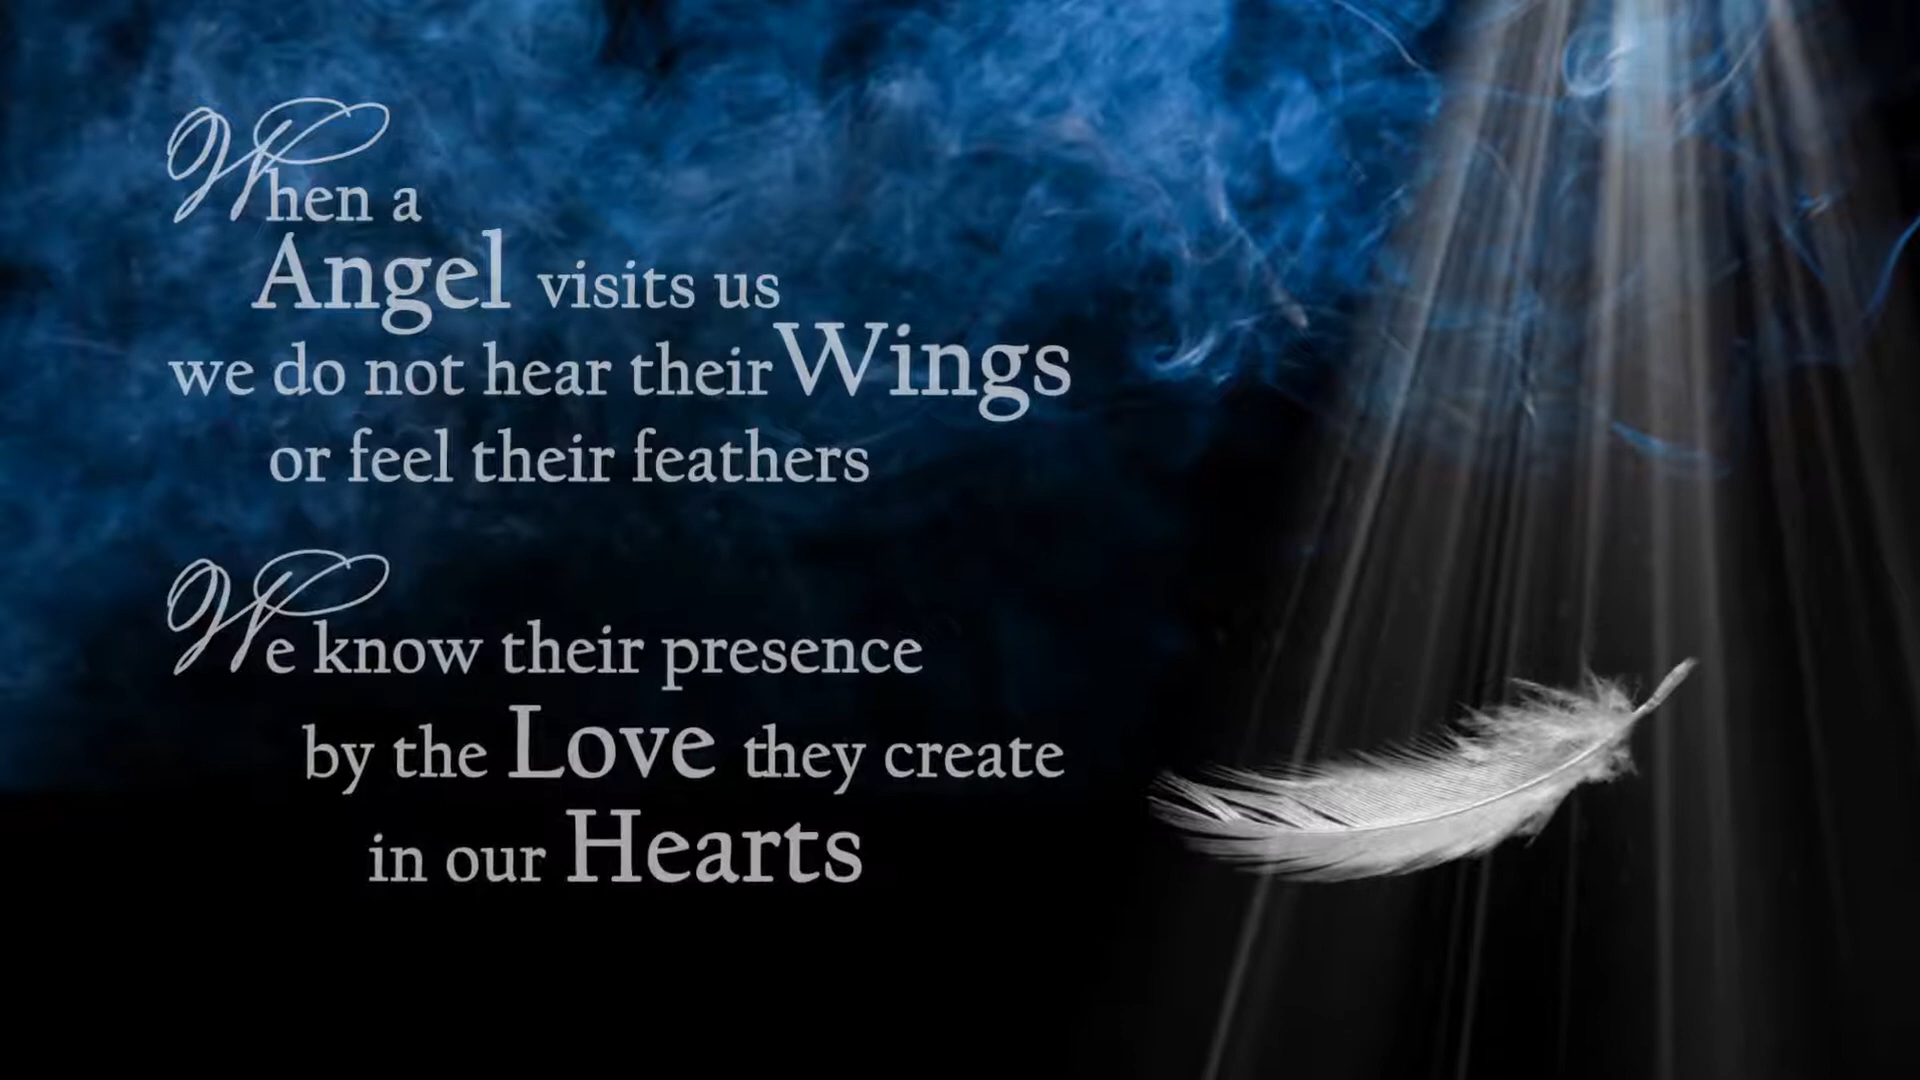 When a
Angel visits us
we do not hear their Wings
or feel their feathers
We know their presence
by the Love they create
in our Hearts